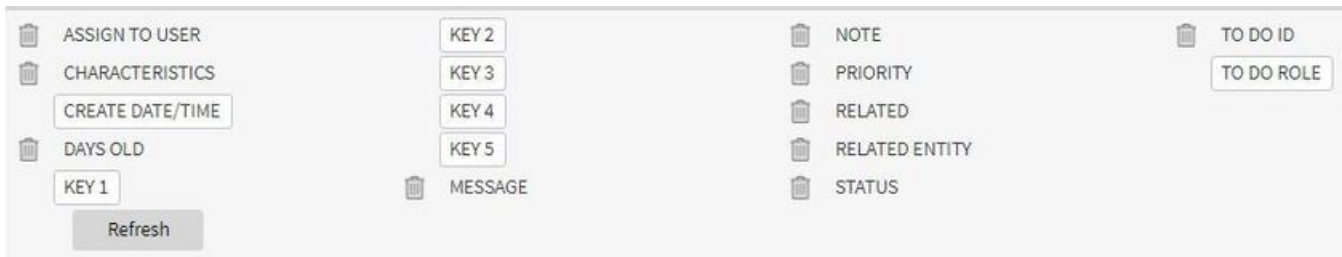 ASSIGN TO USER
CHARACTERISTICS
CREATE DATE/TIME
DAYS OLD
KEY 1
Refresh
KEY 2
KEY 3
KEY 4
KEY 5
MESSAGE
NOTE
PRIORITY
RELATED
RELATED ENTITY
STATUS
TO DO ID
TO DO ROLE